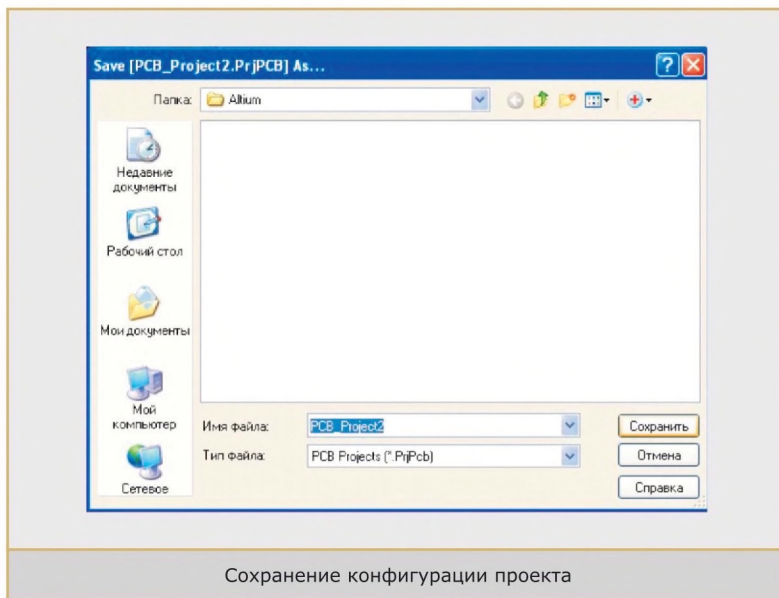 Save [PCB_Project2.PrjPCB] As...
Папка:
Altium
Недавние
документы
Рабочий стол
Мои документы
Мой
компьютер
Сетевое
Имя файла:
PCB_Project2
Сохранить
Тип файла:
PCB Projects (*.PrjPcb)
Отмена
Справка
Сохранение конфигурации проекта